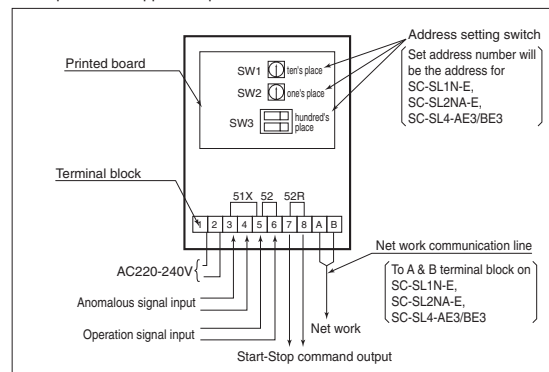 Address setting switch
Set address number will
be the address for
SC-SL1N-E,
SC-SL2NA-E,
SC-SL4-AE3/BE3
Printed board
SW1 ten's place
SW2 one's place
SW3 hundred's
place
Terminal block
51X 52 52R
1 2 3 4 5 6 7 8 A B
Net work communication line
To A & B terminal block on
SC-SL1N-E,
SC-SL2NA-E,
SC-SL4-AE3/BE3
AC220-240V
Anomalous signal input
Operation signal input
Net work
Start-Stop command output